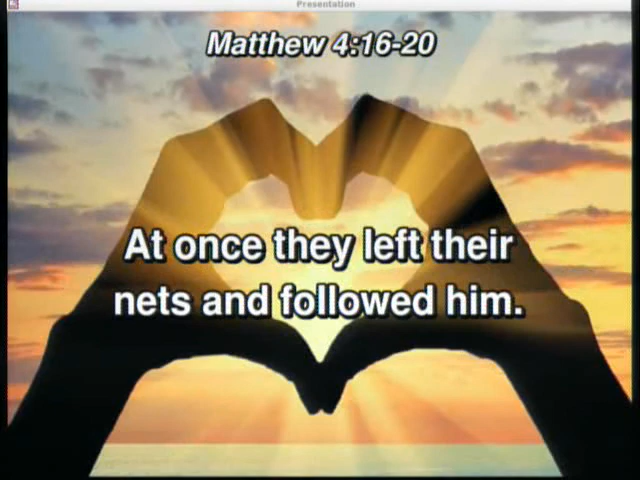 Presentation
Matthew 4:16-20
At once they left their
nets and followed him.